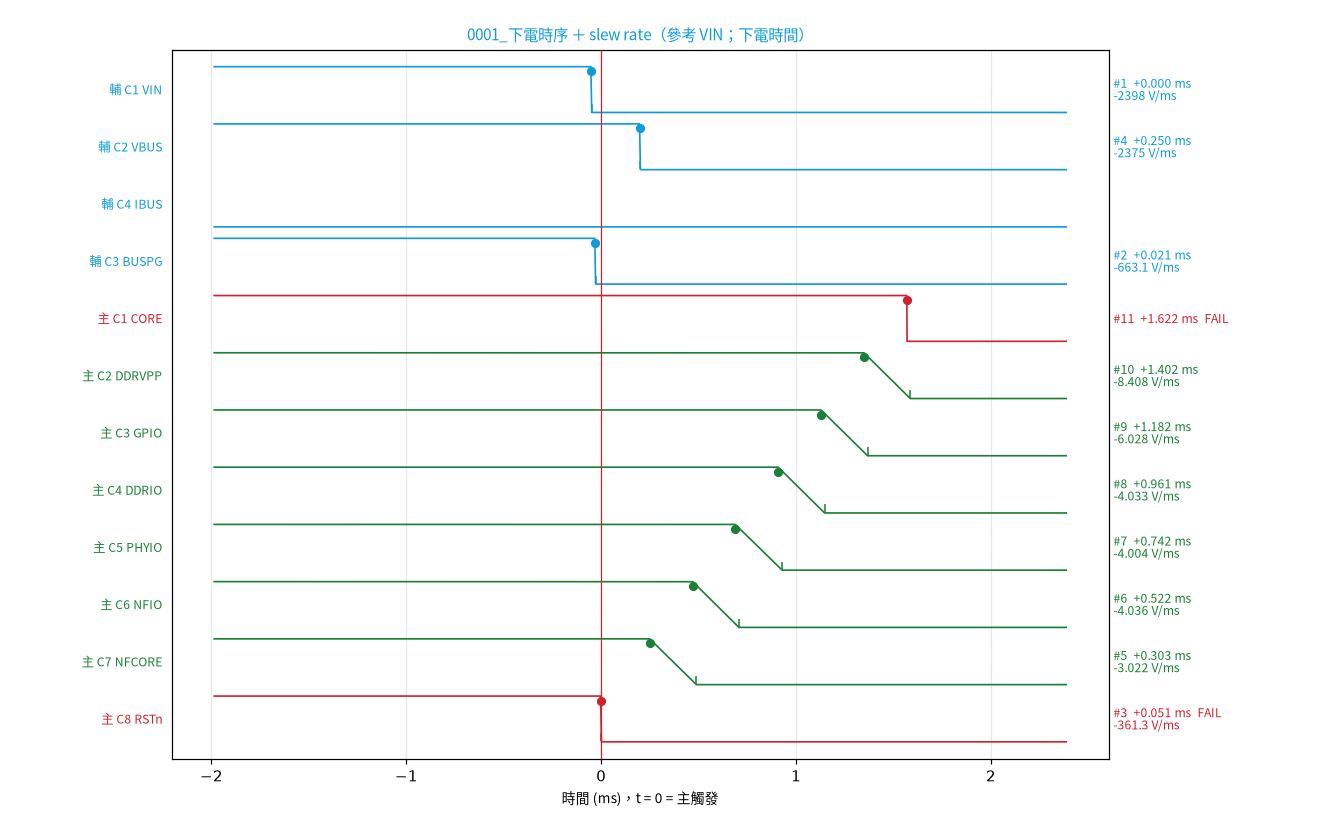 0001_下電時序 ＋ slew rate（參考 VIN；下電時間）
輔 C1 VIN
#1 +0.000 ms
-2398 V/ms
輔 C2 VBUS
#4 +0.250 ms
-2375 V/ms
輔 C4 IBUS
輔 C3 BUSPG
#2 +0.021 ms
-663.1 V/ms
主 C1 CORE
#11 +1.622 ms FAIL
主 C2 DDRVPP
#10 +1.402 ms
-8.408 V/ms
主 C3 GPIO
#9 +1.182 ms
-6.028 V/ms
主 C4 DDRIO
#8 +0.961 ms
-4.033 V/ms
主 C5 PHYIO
#7 +0.742 ms
-4.004 V/ms
主 C6 NFIO
#6 +0.522 ms
-4.036 V/ms
主 C7 NFCORE
#5 +0.303 ms
-3.022 V/ms
主 C8 RSTn
#3 +0.051 ms FAIL
-361.3 V/ms
−2 −1 0 1 2
時間 (ms)，t = 0 = 主觸發